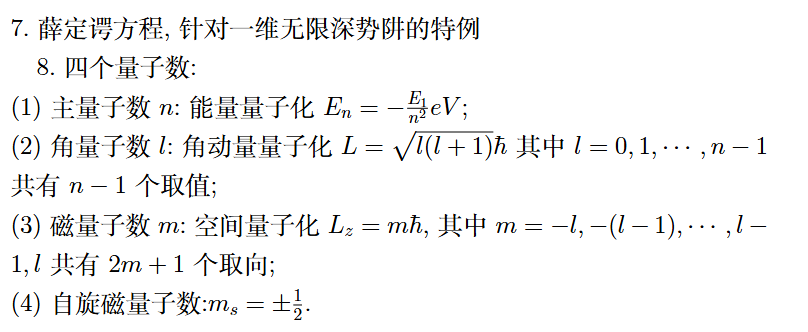 7. 薛定谔方程, 针对一维无限深势阱的特例
8. 四个量子数:
(1) 主量子数 n: 能量量子化 $E_n = -\frac{E_1}{n^2}eV$;
(2) 角量子数 l: 角动量量子化 $L = \sqrt{l(l+1)}\hbar$ 其中 $l = 0, 1, \cdots, n-1$
共有 $n-1$ 个取值;
(3) 磁量子数 m: 空间量子化 $L_z = m\hbar$, 其中 $m = -l, -(l-1), \cdots, l-$
$1, l$ 共有 $2m+1$ 个取向;
(4) 自旋磁量子数:$m_s = \pm\frac{1}{2}$.